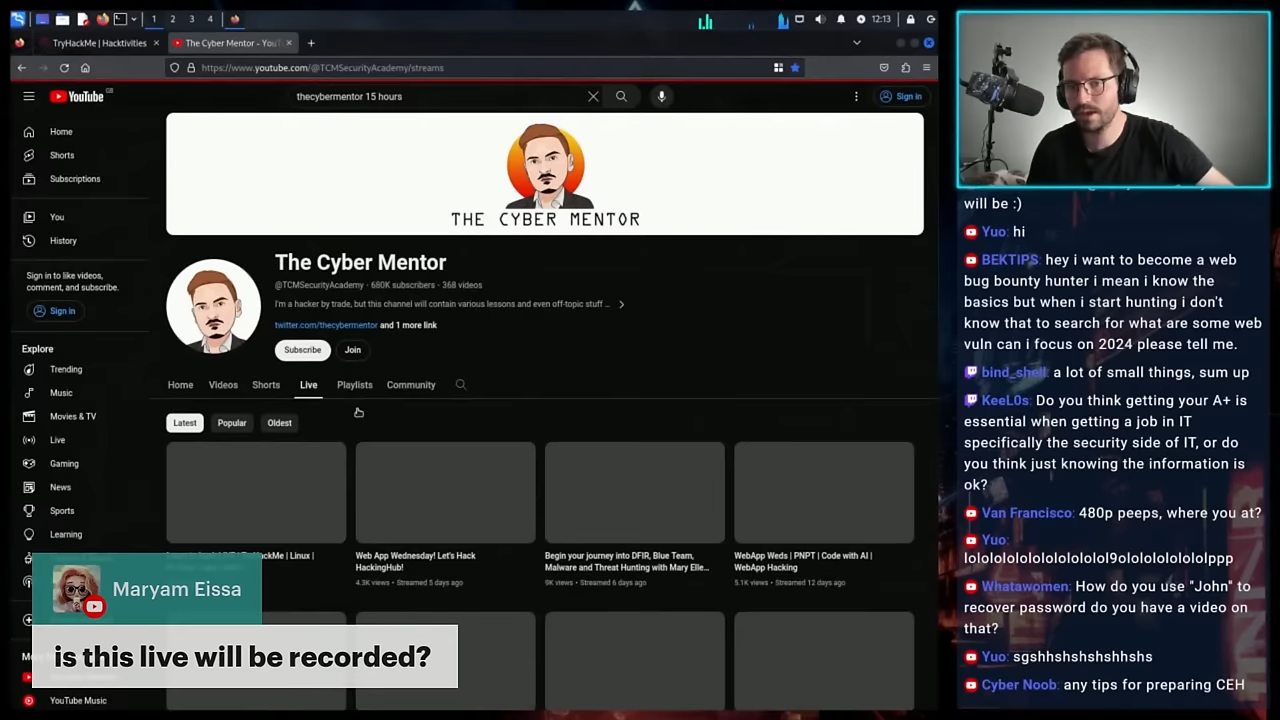 1
2
3
4
12:13
TryHackMe | Hacktivities
The Cyber Mentor - You
https://www.youtube.com/@TCMSecurityAcademy/streams
YouTube
GB
thecybermentor 15 hours
Sign in
Home
Shorts
Subscriptions
You
History
Sign in to like videos,
comment, and subscribe.
Sign in
Explore
Trending
Music
Movies & TV
Live
Gaming
News
Sports
Learning
YouTube Music
THE CYBER MENTOR
The Cyber Mentor
@TCMSecurityAcademy · 680K subscribers · 368 videos
I'm a hacker by trade, but this channel will contain various lessons and even off-topic stuff ...
twitter.com/thecybermentor and 1 more link
Subscribe
Join
Home
Videos
Shorts
Live
Playlists
Community
Latest
Popular
Oldest
HackMe | Linux |
Web App Wednesday! Let's Hack
HackingHub!
4.3K views · Streamed 5 days ago
Begin your journey into DFIR, Blue Team,
Malware and Threat Hunting with Mary Elle...
9K views · Streamed 6 days ago
WebApp Weds | PNPT | Code with AI |
WebApp Hacking
5.1K views · Streamed 12 days ago
Maryam Eissa
is this live will be recorded?
will be :)
Yuo: hi
BEKTIPS: hey i want to become a web
bug bounty hunter i mean i know the
basics but when i start hunting i don't
know that to search for what are some web
vuln can i focus on 2024 please tell me.
bind_shell: a lot of small things, sum up
KeeL0s: Do you think getting your A+ is
essential when getting a job in IT
specifically the security side of IT, or do
you think just knowing the information is
ok?
Van Francisco: 480p peeps, where you at?
Yuo:
lolololololololololol9ololololololppp
Whatawomen: How do you use "John" to
recover password do you have a video on
that?
Yuo: sgshhshshshshhshs
Cyber Noob: any tips for preparing CEH